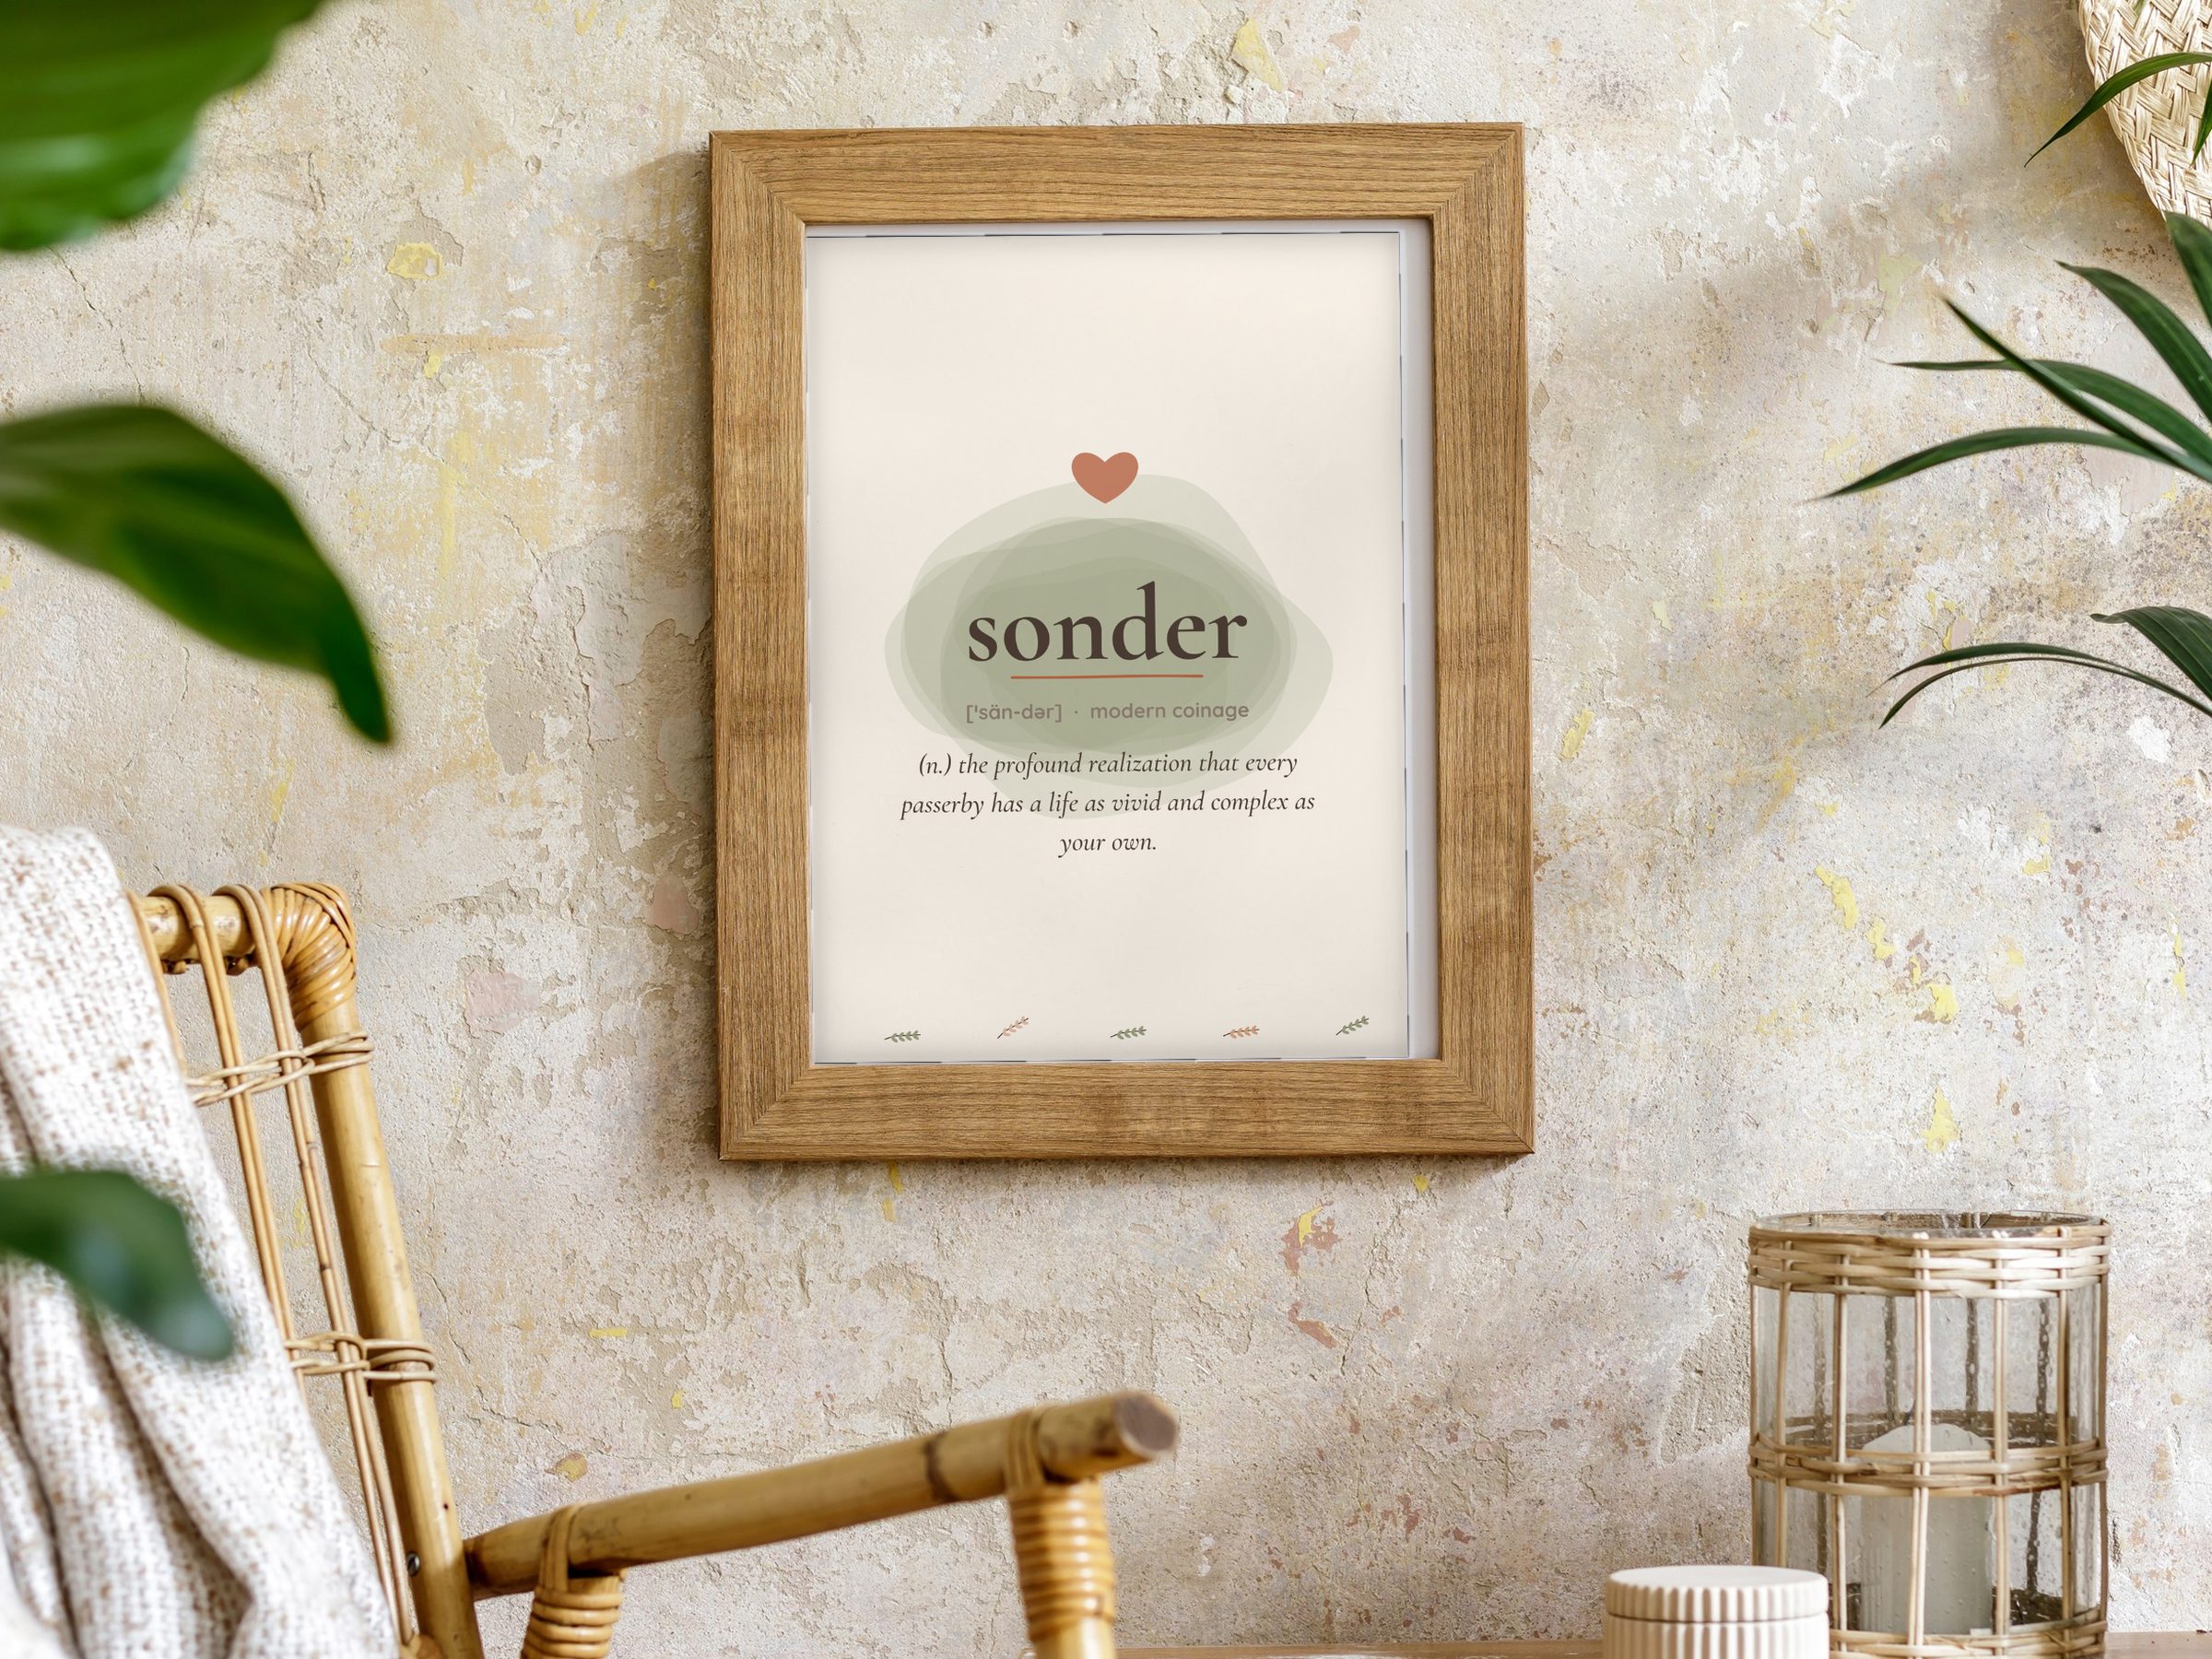 sonder
['sän-dər] · modern coinage
(n.) the profound realization that every
passerby has a life as vivid and complex as
your own.